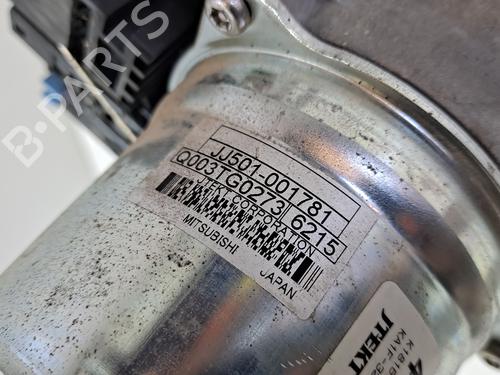 B-PARTS
JJ501-001781
Q003TG0273 6215
JTEKT CORPORATION
MITSUBISHI JAPAN
JTEKT